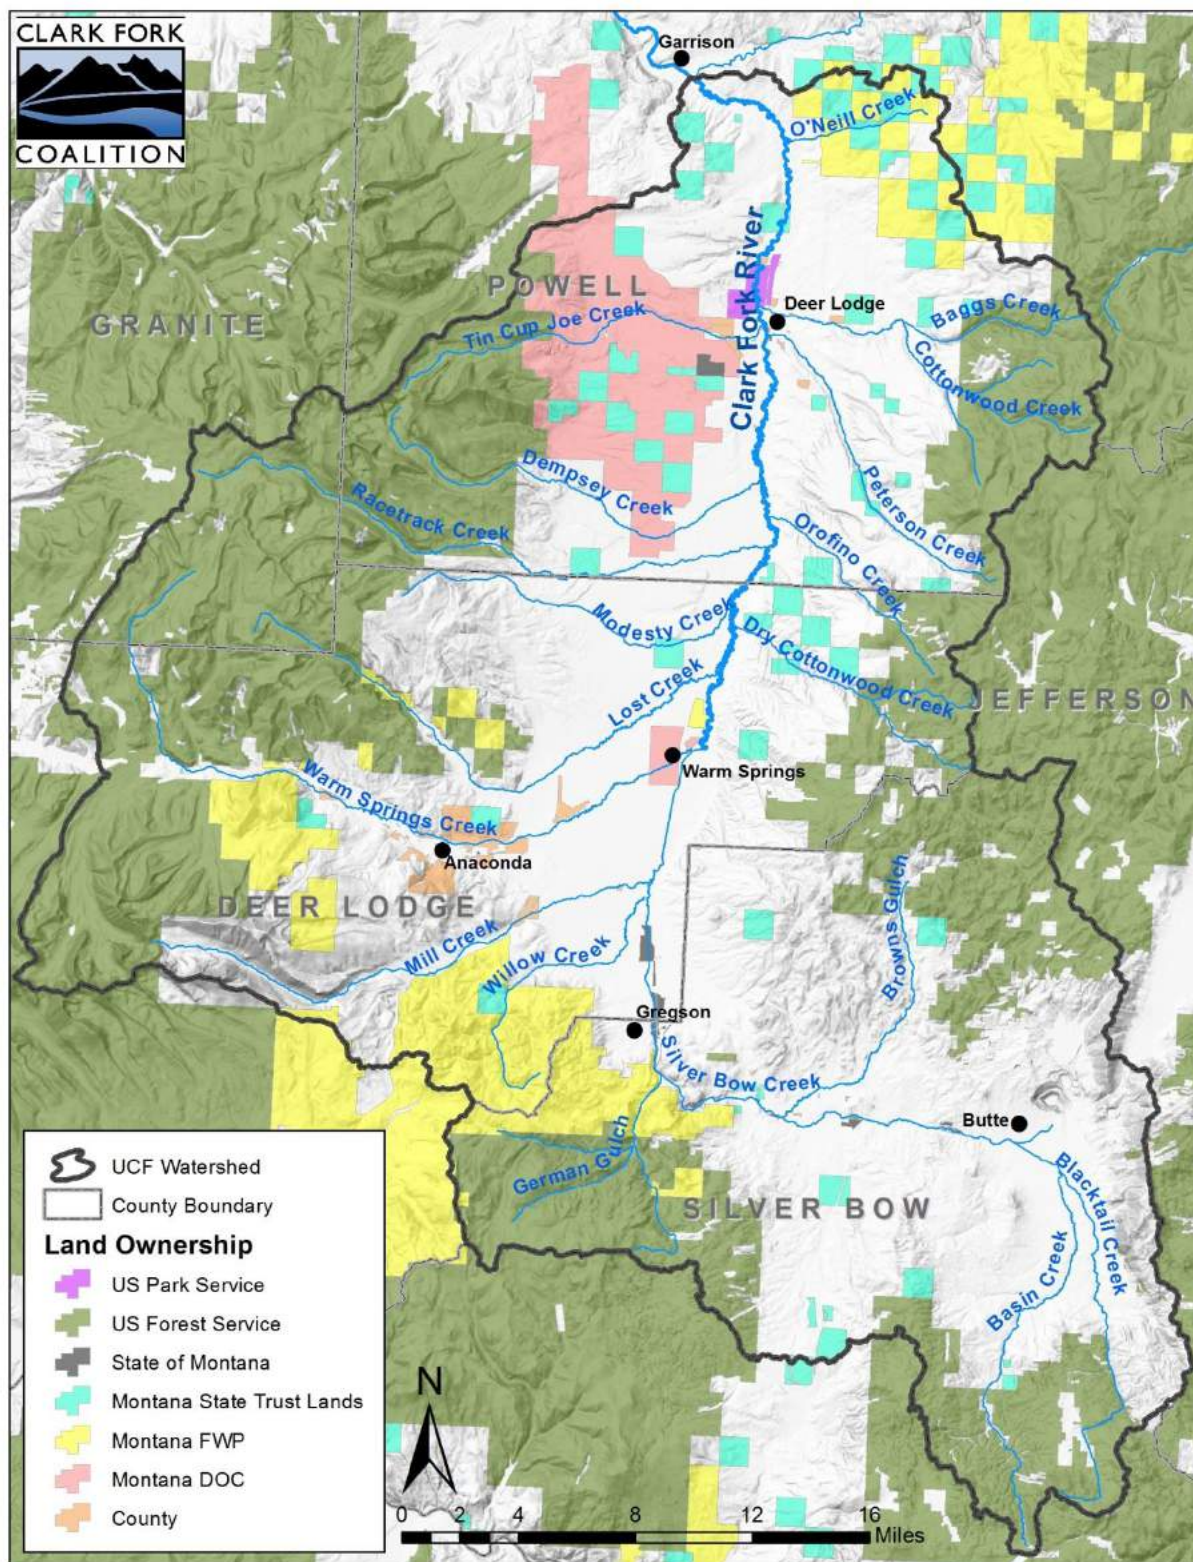 CLARK FORK
COALITION
Garrison
O'Neill Creek
Clark Fork River
POWELL
GRANITE
Deer Lodge
Tin Cup Joe Creek
Baggs Creek
Cottonwood Creek
Dempsey Creek
Racetrack Creek
Peterson Creek
Orofino Creek
Modesty Creek
Dry Cottonwood Creek
Lost Creek
JEFFERSON
Warm Springs
Warm Springs Creek
Anaconda
DEER LODGE
Browns Gulch
Mill Creek
Willow Creek
Gregson
Silver Bow Creek
Butte
German Gulch
Blacktail Creek
SILVER BOW
Basin Creek
UCF Watershed
County Boundary
Land Ownership
US Park Service
US Forest Service
State of Montana
Montana State Trust Lands
Montana FWP
Montana DOC
County
N
0 2 4 8 12 16
Miles